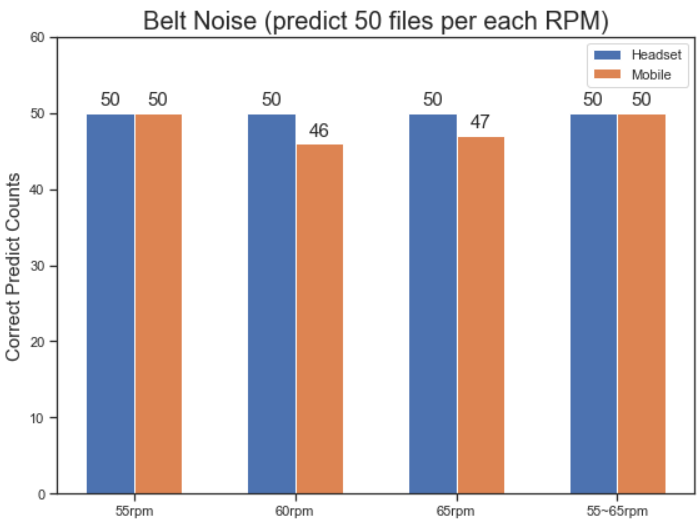 Belt Noise (predict 50 files per each RPM)
Headset
Mobile
Correct Predict Counts
60
50
40
30
20
10
0
50 50
50 46
50 47
50 50
55rpm 60rpm 65rpm 55~65rpm